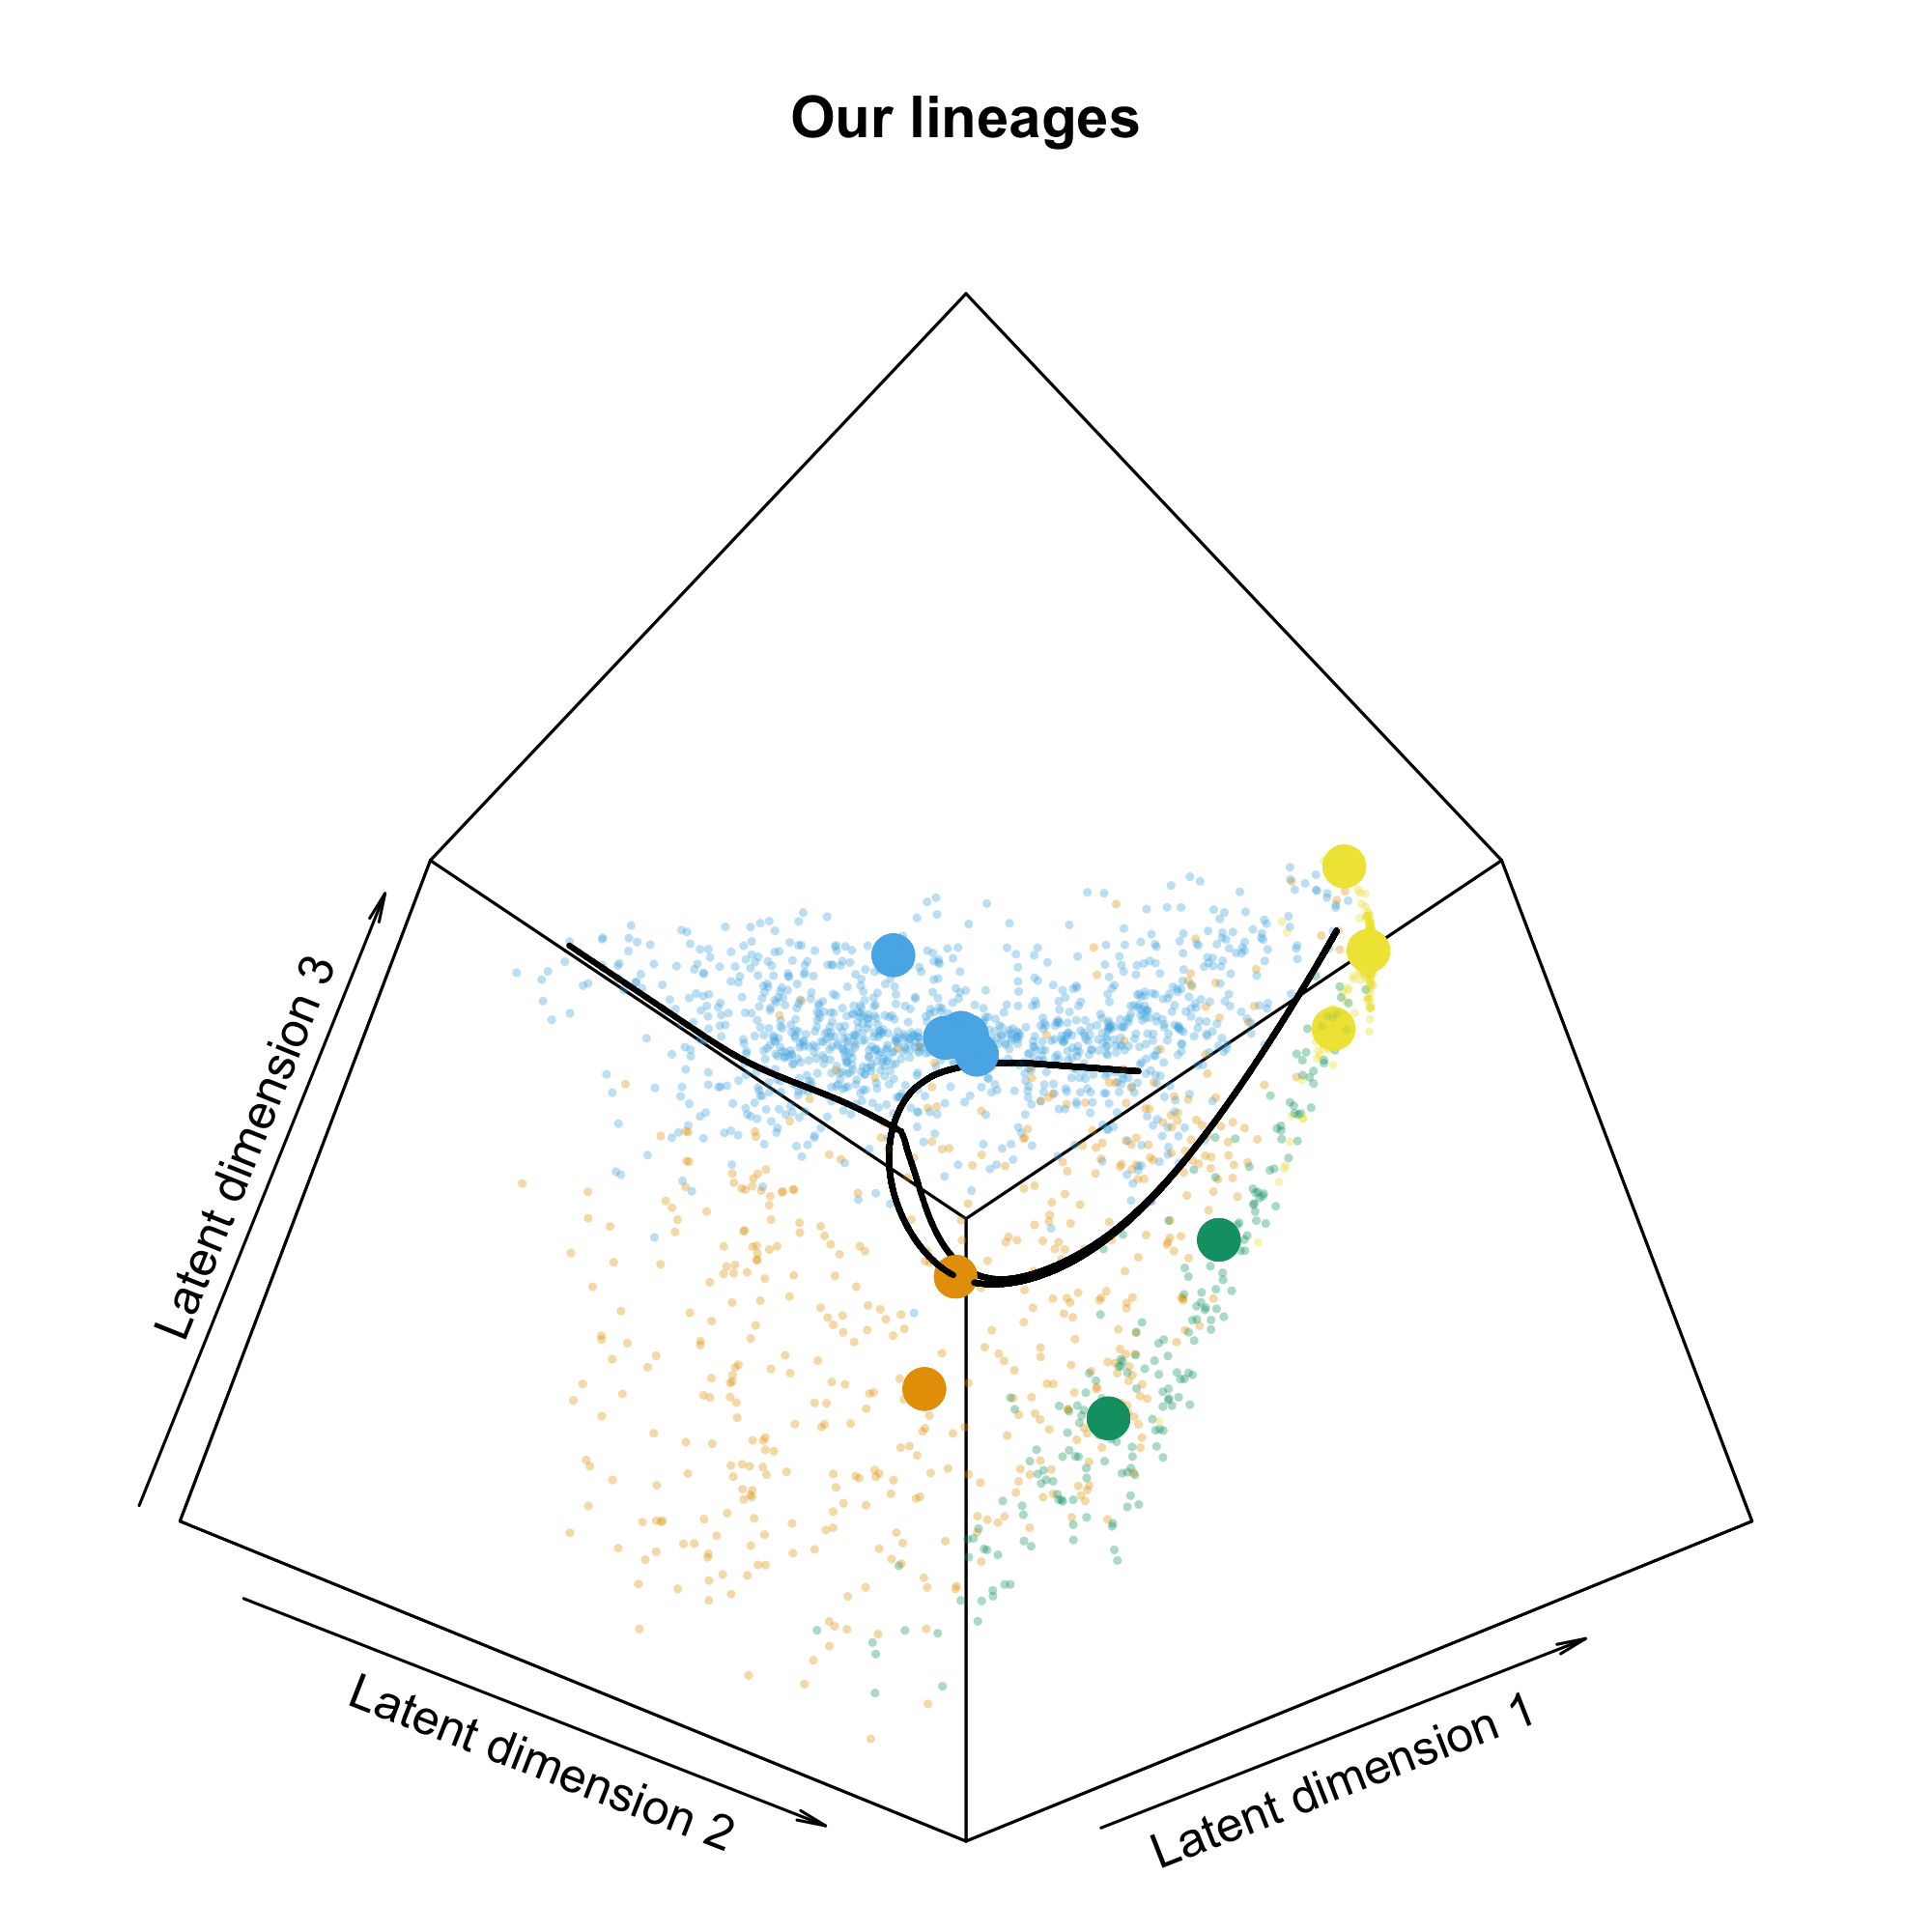 Our lineages
Latent dimension 3
Latent dimension 2
Latent dimension 1